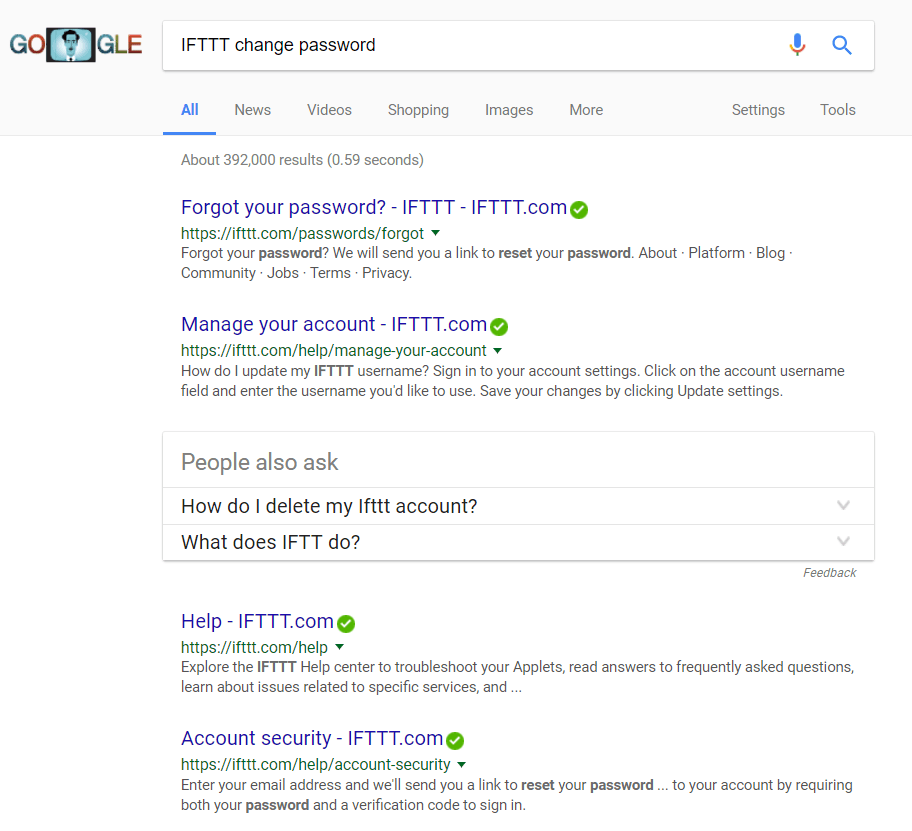 GO GLE
IFTTT change password
All News Videos Shopping Images More Settings Tools
About 392,000 results (0.59 seconds)
Forgot your password? - IFTTT - IFTTT.com
https://ifttt.com/passwords/forgot
Forgot your password? We will send you a link to reset your password. About · Platform · Blog ·
Community · Jobs · Terms · Privacy.
Manage your account - IFTTT.com
https://ifttt.com/help/manage-your-account
How do I update my IFTTT username? Sign in to your account settings. Click on the account username
field and enter the username you'd like to use. Save your changes by clicking Update settings.
People also ask
How do I delete my Ifttt account?
What does IFTT do?
Feedback
Help - IFTTT.com
https://ifttt.com/help
Explore the IFTTT Help center to troubleshoot your Applets, read answers to frequently asked questions,
learn about issues related to specific services, and ...
Account security - IFTTT.com
https://ifttt.com/help/account-security
Enter your email address and we'll send you a link to reset your password ... to your account by requiring
both your password and a verification code to sign in.